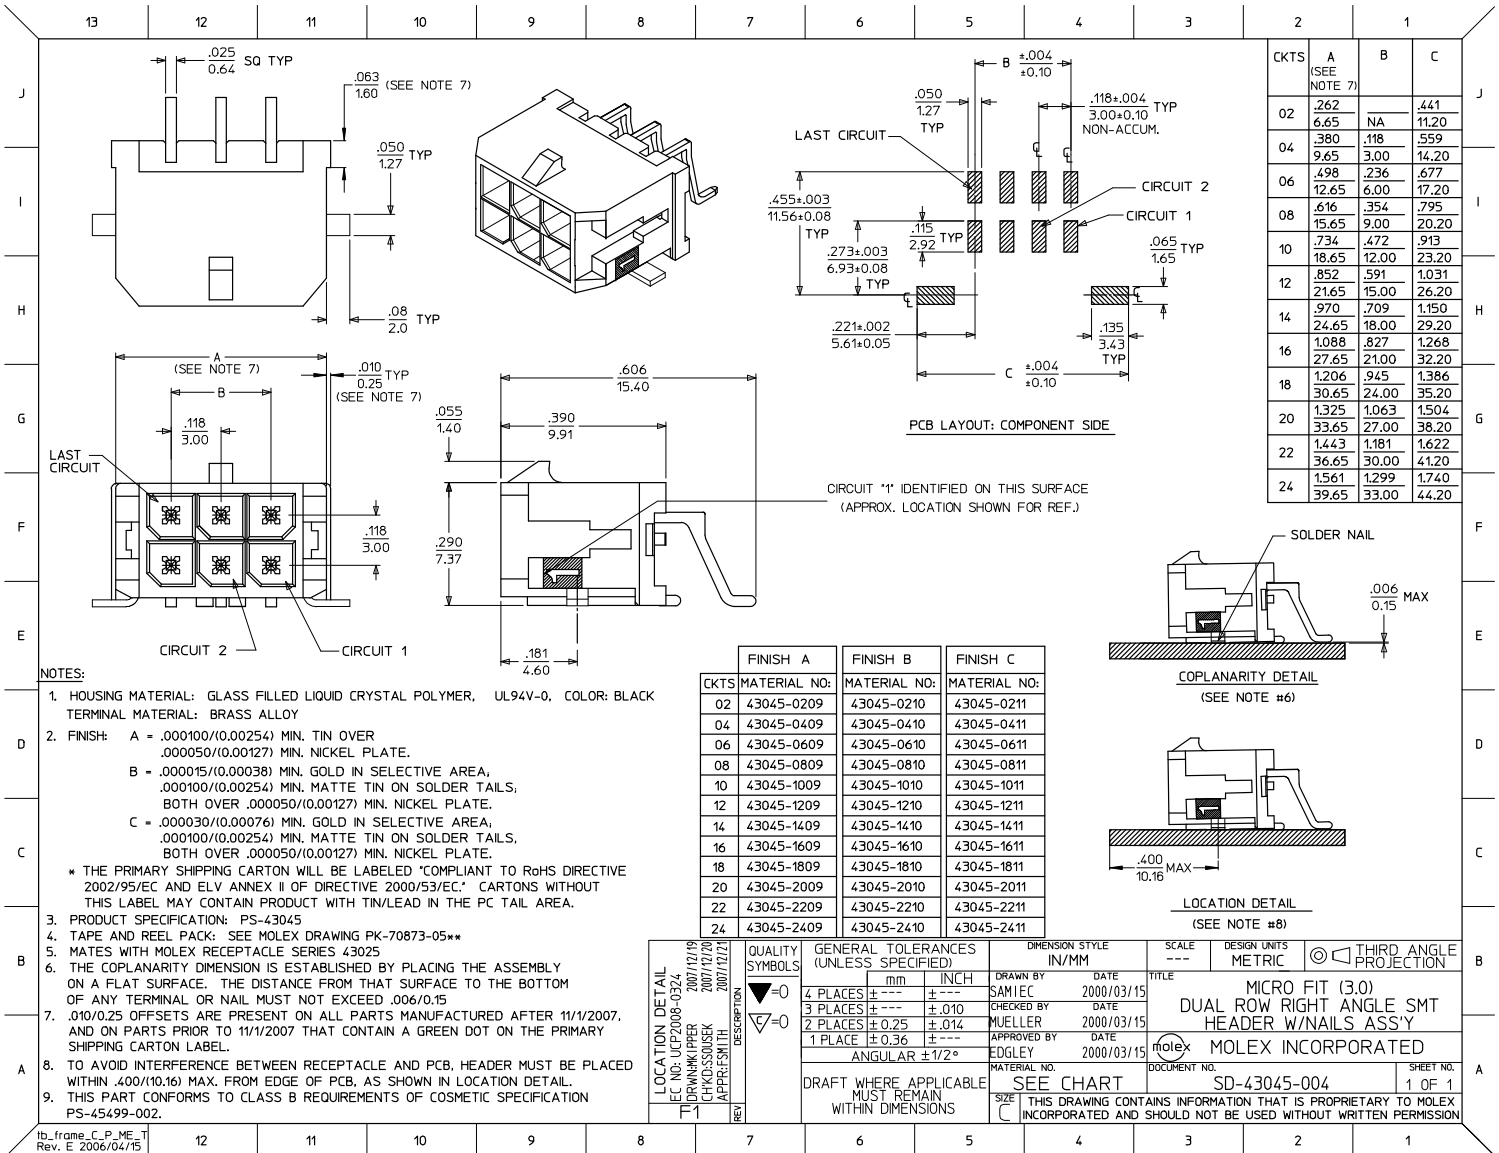 13 12 11 10 9 8 7 6 5 4 3 2 1
J
I
H
G
F
E
D
C
B
A
J
I
H
G
F
E
D
C
B
A
.025
0.64
SQ TYP
.063
1.60
(SEE NOTE 7)
.050
1.27
TYP
.08
2.0
TYP
A
(SEE NOTE 7)
.010
0.25
TYP
(SEE NOTE 7)
B
.118
3.00
LAST
CIRCUIT
.118
3.00
CIRCUIT 2
CIRCUIT 1
.606
15.40
.390
9.91
.055
1.40
.290
7.37
.181
4.60
CIRCUIT "1" IDENTIFIED ON THIS SURFACE
(APPROX. LOCATION SHOWN FOR REF.)
B ±.004
±0.10
.050
1.27
TYP
.118±.004
3.00±0.10
TYP
NON-ACCUM.
LAST CIRCUIT
CIRCUIT 2
CIRCUIT 1
.455±.003
11.56±0.08
TYP
.115
2.92
TYP
.273±.003
6.93±0.08
TYP
.065
1.65
TYP
.221±.002
5.61±0.05
.135
3.43
TYP
C ±.004
±0.10
PCB LAYOUT: COMPONENT SIDE
CKTS A B C
(SEE
NOTE 7)
02 .262 .441
6.65 NA 11.20
04 .380 .118 .559
9.65 3.00 14.20
06 .498 .236 .677
12.65 6.00 17.20
08 .616 .354 .795
15.65 9.00 20.20
10 .734 .472 .913
18.65 12.00 23.20
12 .852 .591 1.031
21.65 15.00 26.20
14 .970 .709 1.150
24.65 18.00 29.20
16 1.088 .827 1.268
27.65 21.00 32.20
18 1.206 .945 1.386
30.65 24.00 35.20
20 1.325 1.063 1.504
33.65 27.00 38.20
22 1.443 1.181 1.622
36.65 30.00 41.20
24 1.561 1.299 1.740
39.65 33.00 44.20
SOLDER NAIL
.006
0.15
MAX
COPLANARITY DETAIL
(SEE NOTE #6)
.400
10.16
MAX
LOCATION DETAIL
(SEE NOTE #8)
FINISH A FINISH B FINISH C
CKTS MATERIAL NO: MATERIAL NO: MATERIAL NO:
02 43045-0209 43045-0210 43045-0211
04 43045-0409 43045-0410 43045-0411
06 43045-0609 43045-0610 43045-0611
08 43045-0809 43045-0810 43045-0811
10 43045-1009 43045-1010 43045-1011
12 43045-1209 43045-1210 43045-1211
14 43045-1409 43045-1410 43045-1411
16 43045-1609 43045-1610 43045-1611
18 43045-1809 43045-1810 43045-1811
20 43045-2009 43045-2010 43045-2011
22 43045-2209 43045-2210 43045-2211
24 43045-2409 43045-2410 43045-2411
NOTES:
1. HOUSING MATERIAL: GLASS FILLED LIQUID CRYSTAL POLYMER, UL94V-0, COLOR: BLACK
TERMINAL MATERIAL: BRASS ALLOY
2. FINISH: A = .000100/(0.00254) MIN. TIN OVER
.000050/(0.00127) MIN. NICKEL PLATE.
B = .000015/(0.00038) MIN. GOLD IN SELECTIVE AREA;
.000100/(0.00254) MIN. MATTE TIN ON SOLDER TAILS;
BOTH OVER .000050/(0.00127) MIN. NICKEL PLATE.
C = .000030/(0.00076) MIN. GOLD IN SELECTIVE AREA;
.000100/(0.00254) MIN. MATTE TIN ON SOLDER TAILS,
BOTH OVER .000050/(0.00127) MIN. NICKEL PLATE.
* THE PRIMARY SHIPPING CARTON WILL BE LABELED "COMPLIANT TO RoHS DIRECTIVE
2002/95/EC AND ELV ANNEX II OF DIRECTIVE 2000/53/EC." CARTONS WITHOUT
THIS LABEL MAY CONTAIN PRODUCT WITH TIN/LEAD IN THE PC TAIL AREA.
3. PRODUCT SPECIFICATION: PS-43045
4. TAPE AND REEL PACK: SEE MOLEX DRAWING PK-70873-05**
5. MATES WITH MOLEX RECEPTACLE SERIES 43025
6. THE COPLANARITY DIMENSION IS ESTABLISHED BY PLACING THE ASSEMBLY
ON A FLAT SURFACE. THE DISTANCE FROM THAT SURFACE TO THE BOTTOM
OF ANY TERMINAL OR NAIL MUST NOT EXCEED .006/0.15
7. .010/0.25 OFFSETS ARE PRESENT ON ALL PARTS MANUFACTURED AFTER 11/1/2007,
AND ON PARTS PRIOR TO 11/1/2007 THAT CONTAIN A GREEN DOT ON THE PRIMARY
SHIPPING CARTON LABEL.
8. TO AVOID INTERFERENCE BETWEEN RECEPTACLE AND PCB, HEADER MUST BE PLACED
WITHIN .400/(10.16) MAX. FROM EDGE OF PCB, AS SHOWN IN LOCATION DETAIL.
9. THIS PART CONFORMS TO CLASS B REQUIREMENTS OF COSMETIC SPECIFICATION
PS-45499-002.
LOCATION DETAIL
EC NO: UCP2008-0324
DRWN:MKIPPER 2007/12/19
CH'KD:SSOUSEK 2007/12/20
APPR:FSMITH 2007/12/21
F1
REV
DESCRIPTION
QUALITY
SYMBOLS
=0
C =0
GENERAL TOLERANCES
(UNLESS SPECIFIED)
mm INCH
4 PLACES ± --- ± ---
3 PLACES ± --- ± .010
2 PLACES ± 0.25 ± .014
1 PLACE ± 0.36 ± ---
ANGULAR ±1/2°
DRAFT WHERE APPLICABLE
MUST REMAIN
WITHIN DIMENSIONS
DIMENSION STYLE
IN/MM
DRAWN BY DATE
SAMIEC 2000/03/15
CHECKED BY DATE
MUELLER 2000/03/15
APPROVED BY DATE
EDGLEY 2000/03/15
MATERIAL NO.
SEE CHART
SIZE
C
SCALE
---
DESIGN UNITS
METRIC
THIRD ANGLE
PROJECTION
TITLE
MICRO FIT (3.0)
DUAL ROW RIGHT ANGLE SMT
HEADER W/NAILS ASS'Y
molex MOLEX INCORPORATED
DOCUMENT NO.
SD-43045-004
SHEET NO.
1 OF 1
THIS DRAWING CONTAINS INFORMATION THAT IS PROPRIETARY TO MOLEX
INCORPORATED AND SHOULD NOT BE USED WITHOUT WRITTEN PERMISSION
tb_frame_C_P_ME_T
Rev. E 2006/04/15
12 11 10 9 8 7 6 5 4 3 2 1